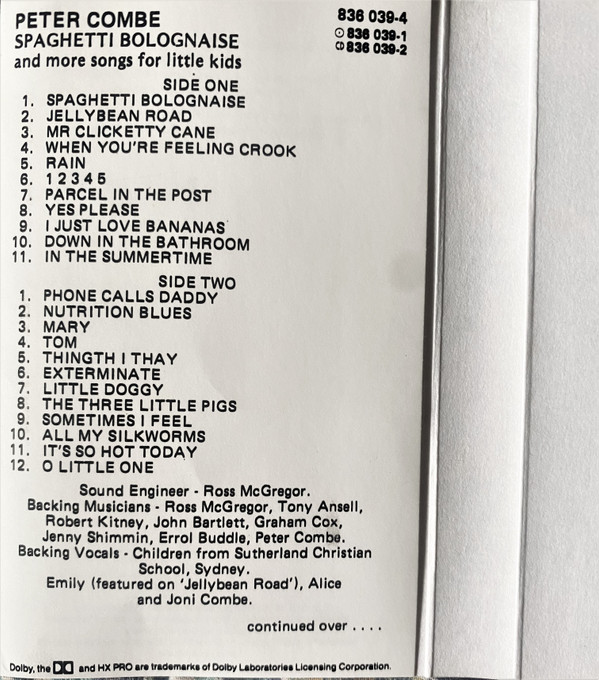 PETER COMBE 836 039-4
SPAGHETTI BOLOGNAISE 836 039-1
and more songs for little kids CD 836 039-2
SIDE ONE
1. SPAGHETTI BOLOGNAISE
2. JELLYBEAN ROAD
3. MR CLICKETTY CANE
4. WHEN YOU'RE FEELING CROOK
5. RAIN
6. 1 2 3 4 5
7. PARCEL IN THE POST
8. YES PLEASE
9. I JUST LOVE BANANAS
10. DOWN IN THE BATHROOM
11. IN THE SUMMERTIME
SIDE TWO
1. PHONE CALLS DADDY
2. NUTRITION BLUES
3. MARY
4. TOM
5. THINGTH I THAY
6. EXTERMINATE
7. LITTLE DOGGY
8. THE THREE LITTLE PIGS
9. SOMETIMES I FEEL
10. ALL MY SILKWORMS
11. IT'S SO HOT TODAY
12. O LITTLE ONE
Sound Engineer - Ross McGregor.
Backing Musicians - Ross McGregor, Tony Ansell,
Robert Kitney, John Bartlett, Graham Cox,
Jenny Shimmin, Errol Buddle, Peter Combe.
Backing Vocals - Children from Sutherland Christian
School, Sydney.
Emily (featured on 'Jellybean Road'), Alice
and Joni Combe.
continued over . . . .
Dolby, the and HX PRO are trademarks of Dolby Laboratories Licensing Corporation.